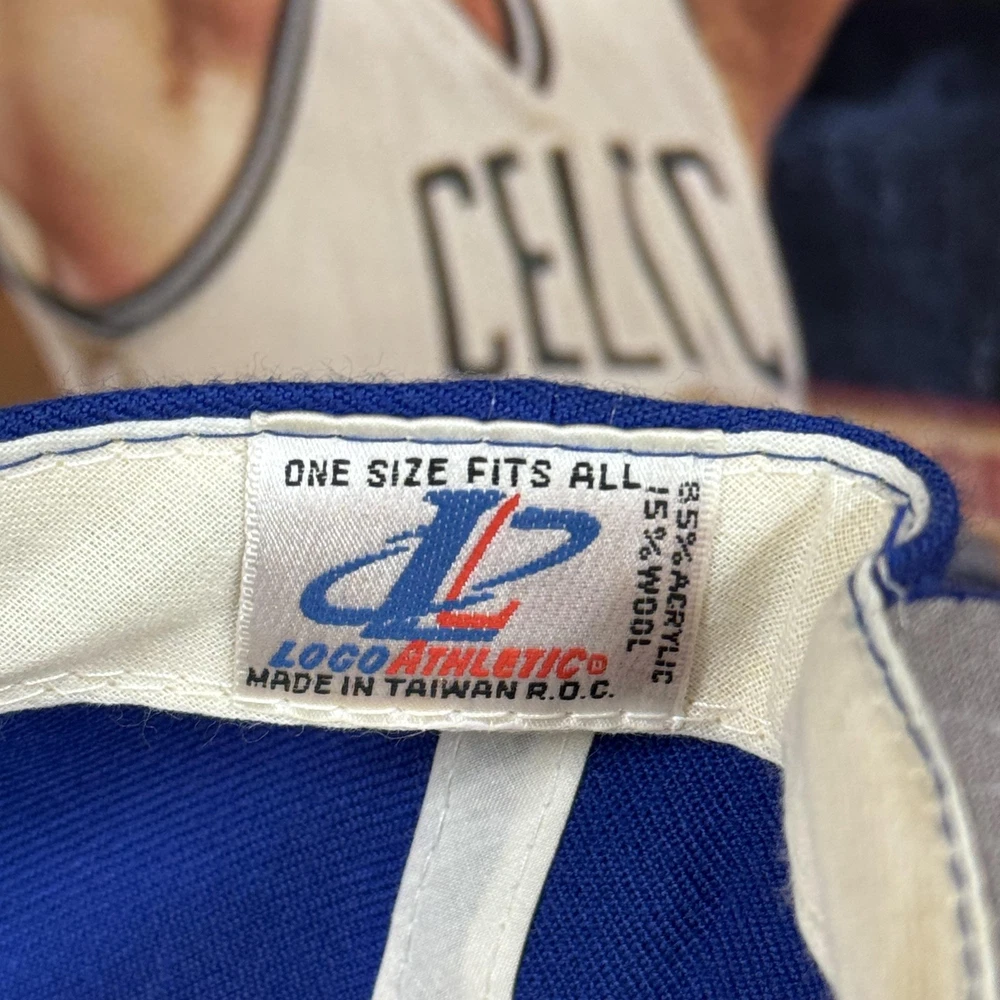 CELTIC
ONE SIZE FITS ALL
85% ACRYLIC
15% WOOL
LOGO ATHLETIC®
MADE IN TAIWAN R.O.C.